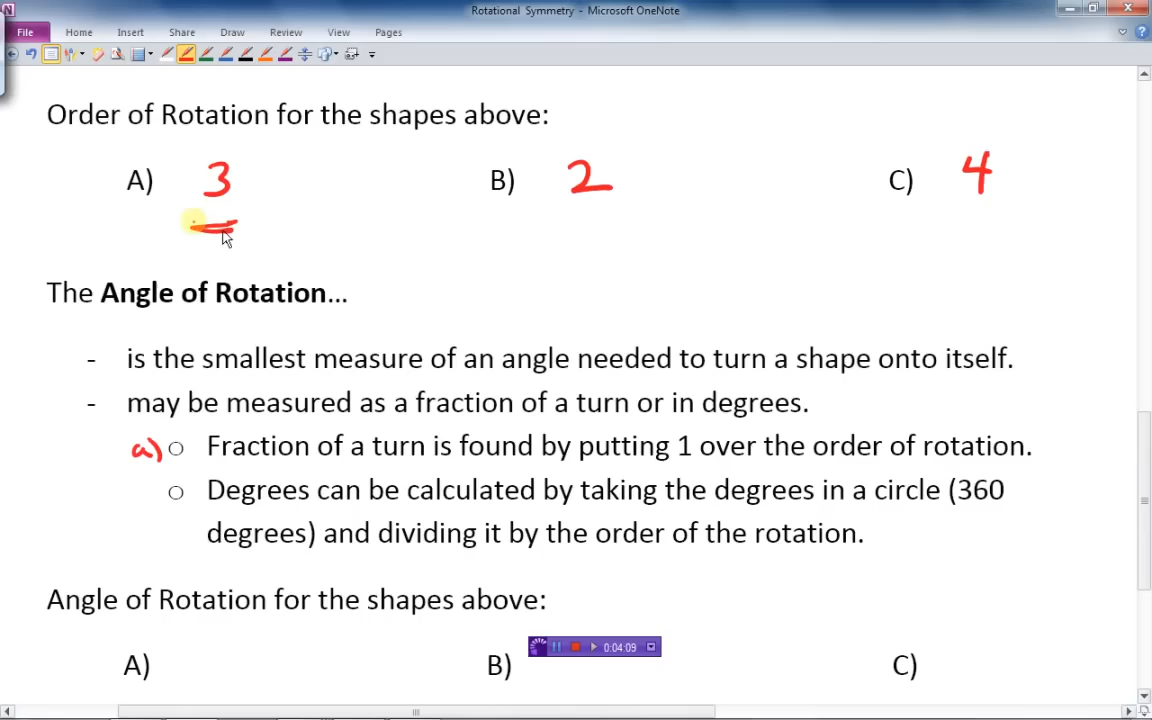 Rotational Symmetry - Microsoft OneNote
File Home Insert Share Draw Review View Pages
Order of Rotation for the shapes above:
A) 3 B) 2 C) 4
The Angle of Rotation...
- is the smallest measure of an angle needed to turn a shape onto itself.
- may be measured as a fraction of a turn or in degrees.
a) o Fraction of a turn is found by putting 1 over the order of rotation.
o Degrees can be calculated by taking the degrees in a circle (360
degrees) and dividing it by the order of the rotation.
Angle of Rotation for the shapes above:
0:04:09
A) B) C)